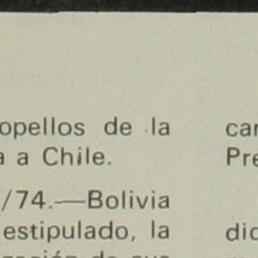 opellos de la
a a Chile.
/74.—Bolivia
estipulado, la
car
Pre
dic